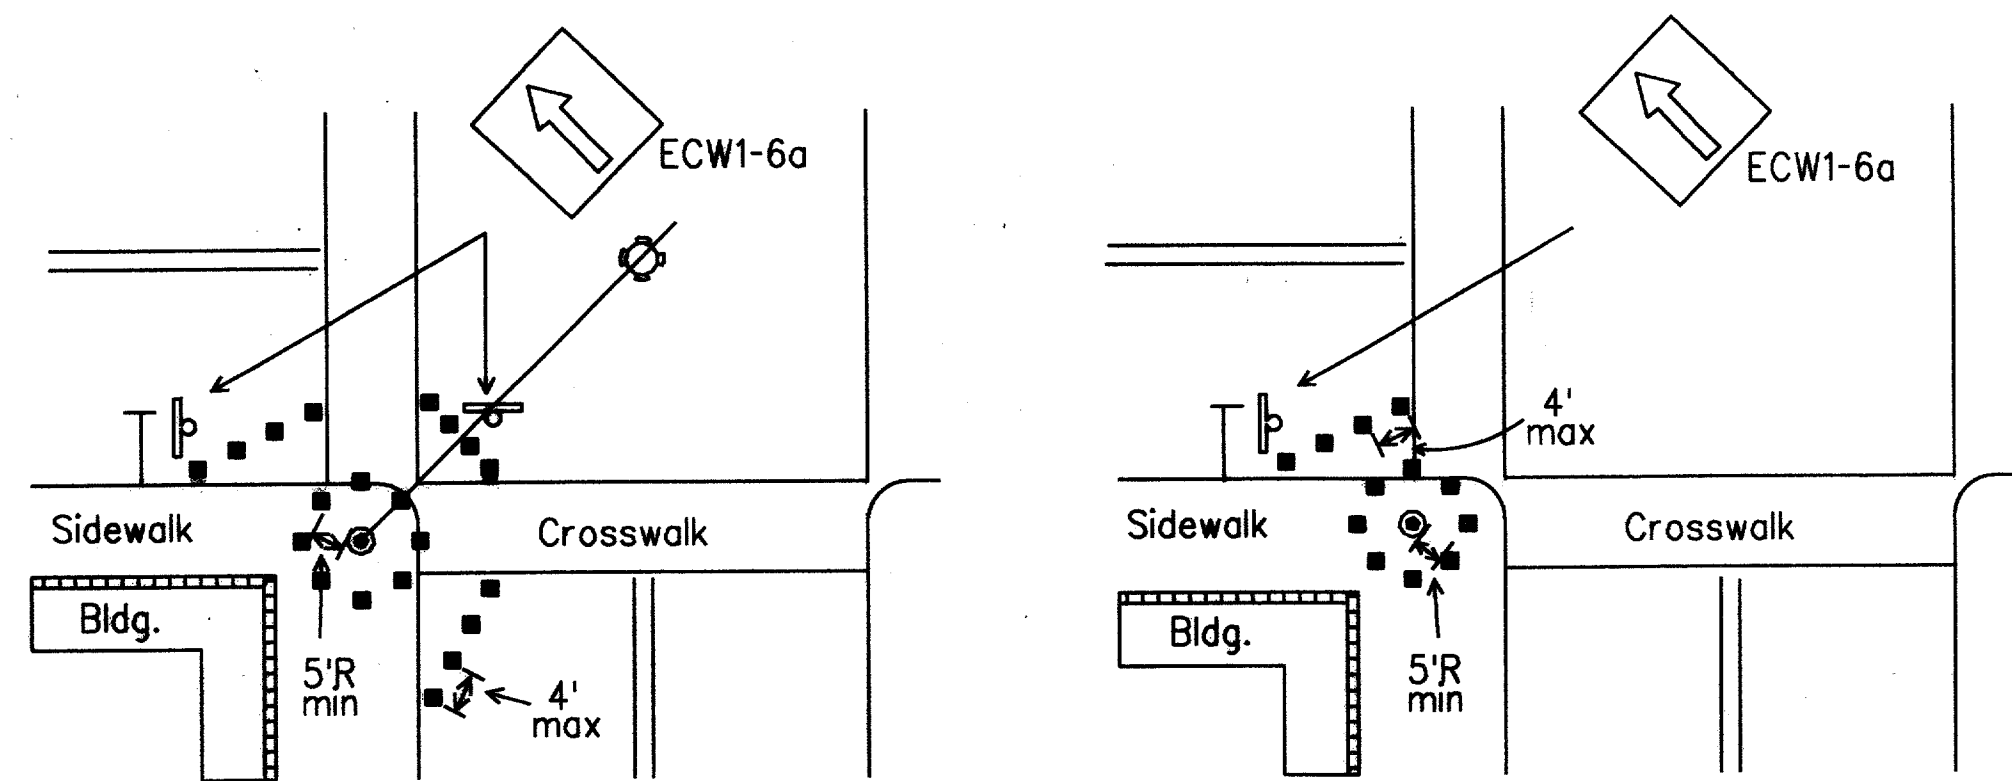 ECW1-6a
Sidewalk
Crosswalk
Bldg.
5'R
min
4'
max
ECW1-6a
4'
max
Sidewalk
Crosswalk
Bldg.
5'R
min